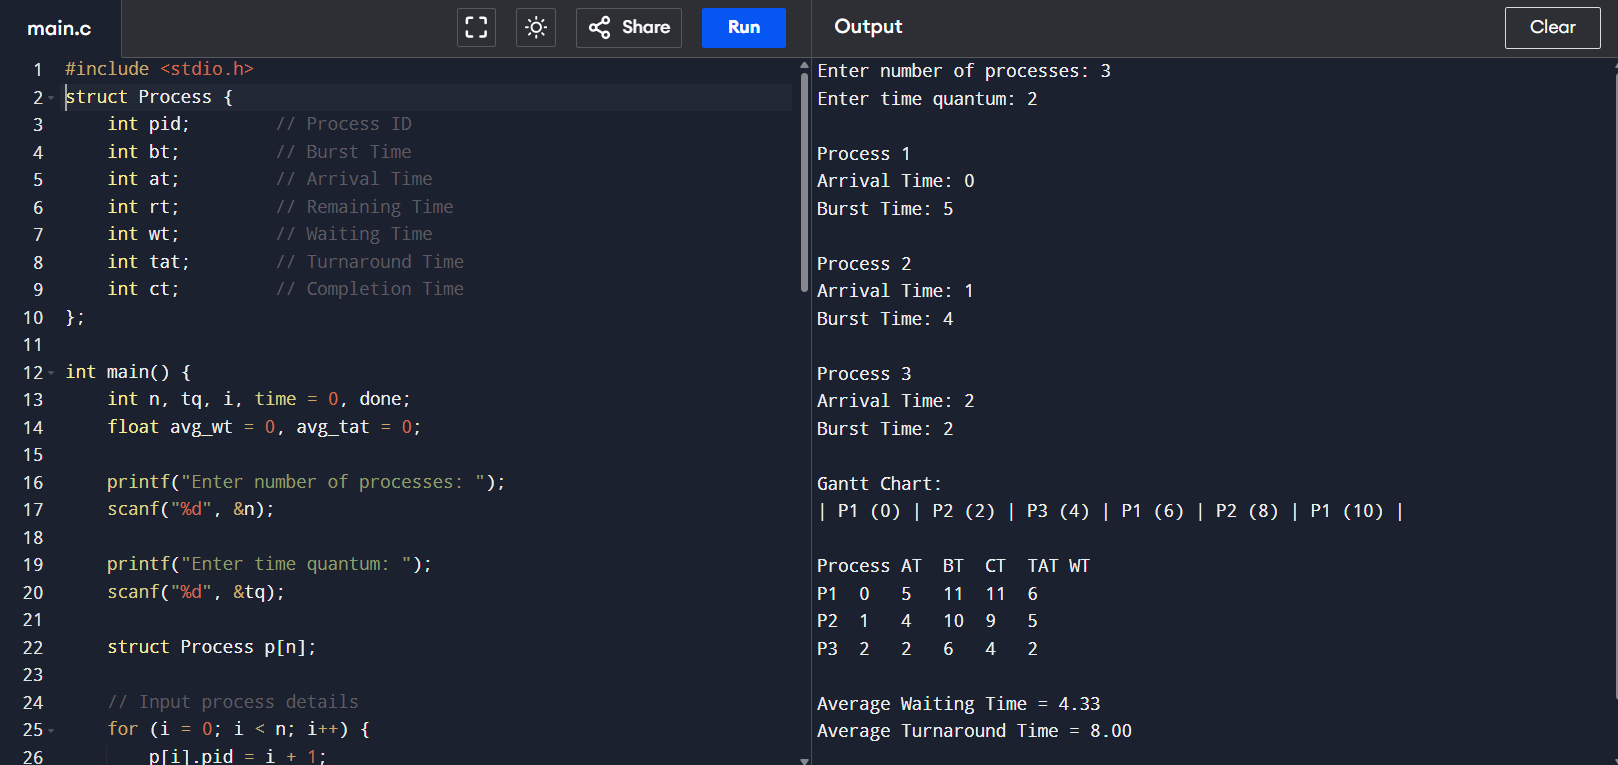 main.c
Share
Run
Output
Clear
1 #include <stdio.h>
2 struct Process {
3     int pid;        // Process ID
4     int bt;         // Burst Time
5     int at;         // Arrival Time
6     int rt;         // Remaining Time
7     int wt;         // Waiting Time
8     int tat;        // Turnaround Time
9     int ct;         // Completion Time
10 };
11
12 int main() {
13     int n, tq, i, time = 0, done;
14     float avg_wt = 0, avg_tat = 0;
15
16     printf("Enter number of processes: ");
17     scanf("%d", &n);
18
19     printf("Enter time quantum: ");
20     scanf("%d", &tq);
21
22     struct Process p[n];
23
24     // Input process details
25     for (i = 0; i < n; i++) {
26         p[i].pid = i + 1;
Enter number of processes: 3
Enter time quantum: 2
Process 1
Arrival Time: 0
Burst Time: 5
Process 2
Arrival Time: 1
Burst Time: 4
Process 3
Arrival Time: 2
Burst Time: 2
Gantt Chart:
| P1 (0) | P2 (2) | P3 (4) | P1 (6) | P2 (8) | P1 (10) |
Process AT  BT  CT  TAT WT
P1  0   5   11  11  6
P2  1   4   10  9   5
P3  2   2   6   4   2
Average Waiting Time = 4.33
Average Turnaround Time = 8.00